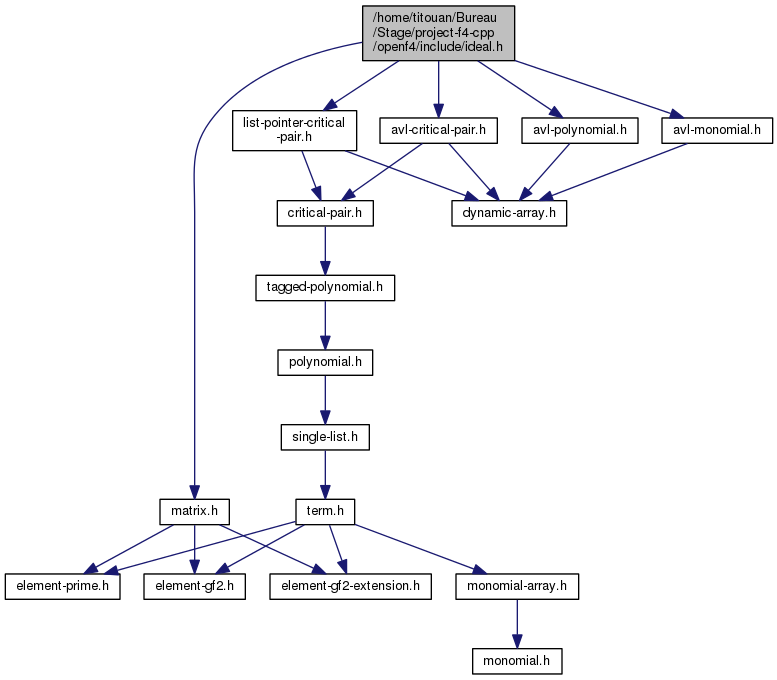 /home/titouan/Bureau
/Stage/project-f4-cpp
/openf4/include/ideal.h
list-pointer-critical
-pair.h
avl-critical-pair.h
avl-polynomial.h
avl-monomial.h
critical-pair.h
dynamic-array.h
tagged-polynomial.h
polynomial.h
single-list.h
matrix.h
term.h
element-prime.h
element-gf2.h
element-gf2-extension.h
monomial-array.h
monomial.h